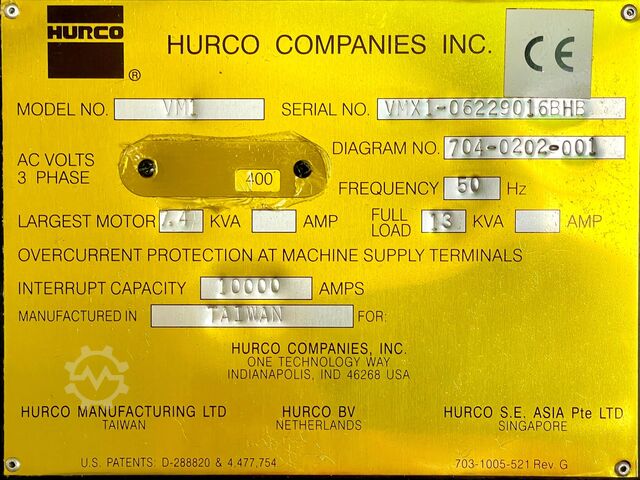 HURCO
®
HURCO COMPANIES INC.
CE
MODEL NO. VM1 SERIAL NO. VMX1-06229016BHB
AC VOLTS 3 PHASE 400
DIAGRAM NO. 704-0202-001
FREQUENCY 50 Hz
LARGEST MOTOR 7.4 KVA AMP FULL LOAD 13 KVA AMP
OVERCURRENT PROTECTION AT MACHINE SUPPLY TERMINALS
INTERRUPT CAPACITY 10000 AMPS
MANUFACTURED IN TAIWAN FOR:
HURCO COMPANIES, INC.
ONE TECHNOLOGY WAY
INDIANAPOLIS, IND 46268 USA
HURCO MANUFACTURING LTD HURCO BV HURCO S.E. ASIA Pte LTD
TAIWAN NETHERLANDS SINGAPORE
U.S. PATENTS: D-288820 & 4,477,754 703-1005-521 Rev. G